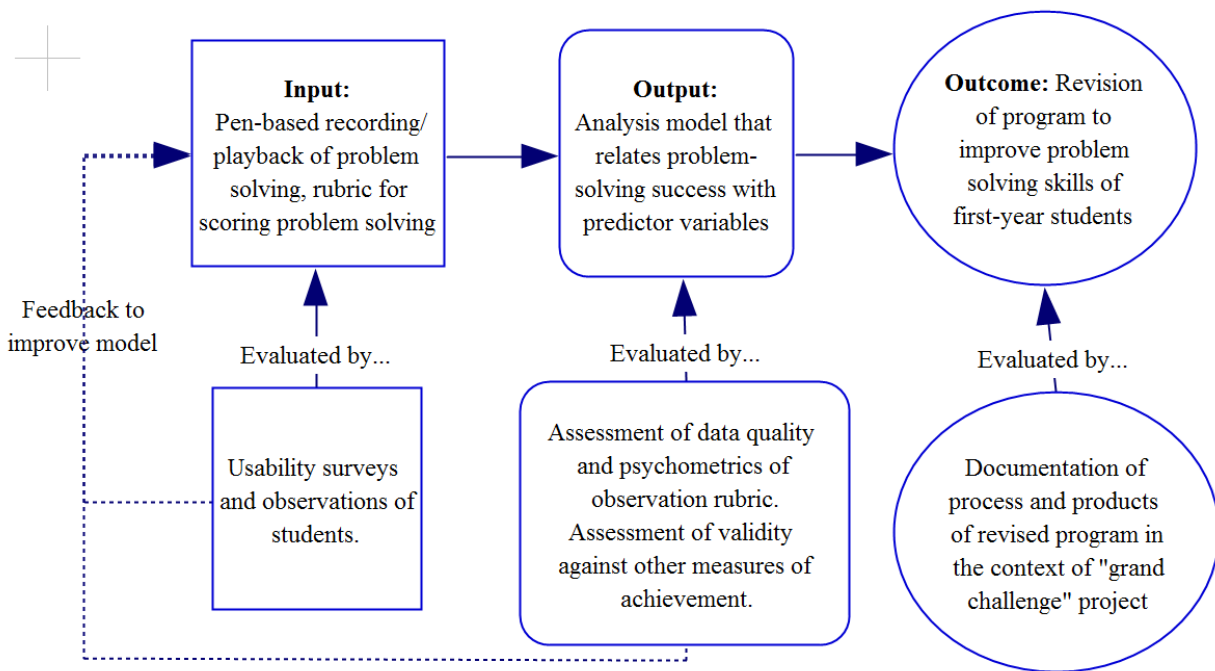 Input:
Pen-based recording/
playback of problem
solving, rubric for
scoring problem solving
Output:
Analysis model that
relates problem-
solving success with
predictor variables
Outcome: Revision
of program to
improve problem
solving skills of
first-year students
Feedback to
improve model
Evaluated by...
Evaluated by...
Evaluated by...
Usability surveys
and observations of
students.
Assessment of data quality
and psychometrics of
observation rubric.
Assessment of validity
against other measures of
achievement.
Documentation of
process and products
of revised program in
the context of "grand
challenge" project